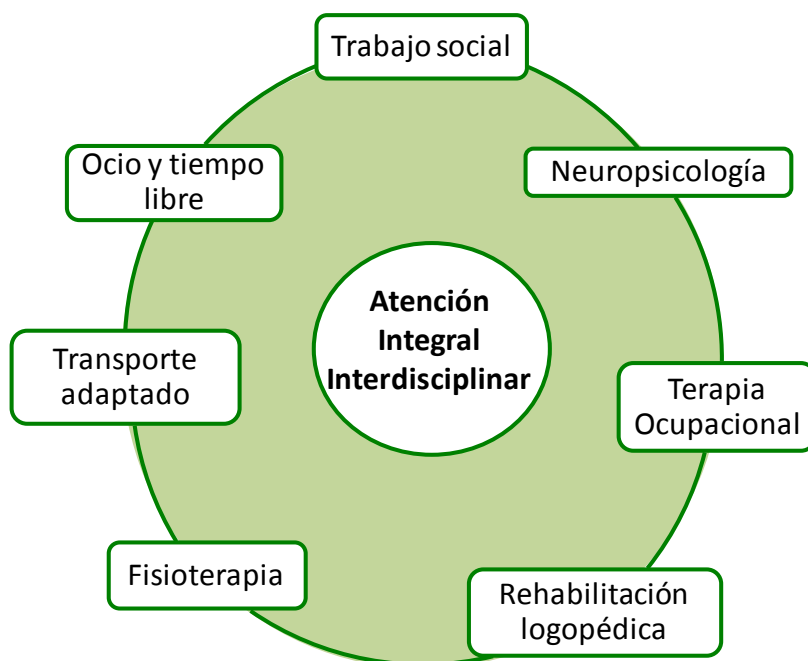 Trabajo social
Ocio y tiempo
libre
Neuropsicología
Atención
Integral
Interdisciplinar
Transporte
adaptado
Terapia
Ocupacional
Fisioterapia
Rehabilitación
logopédica